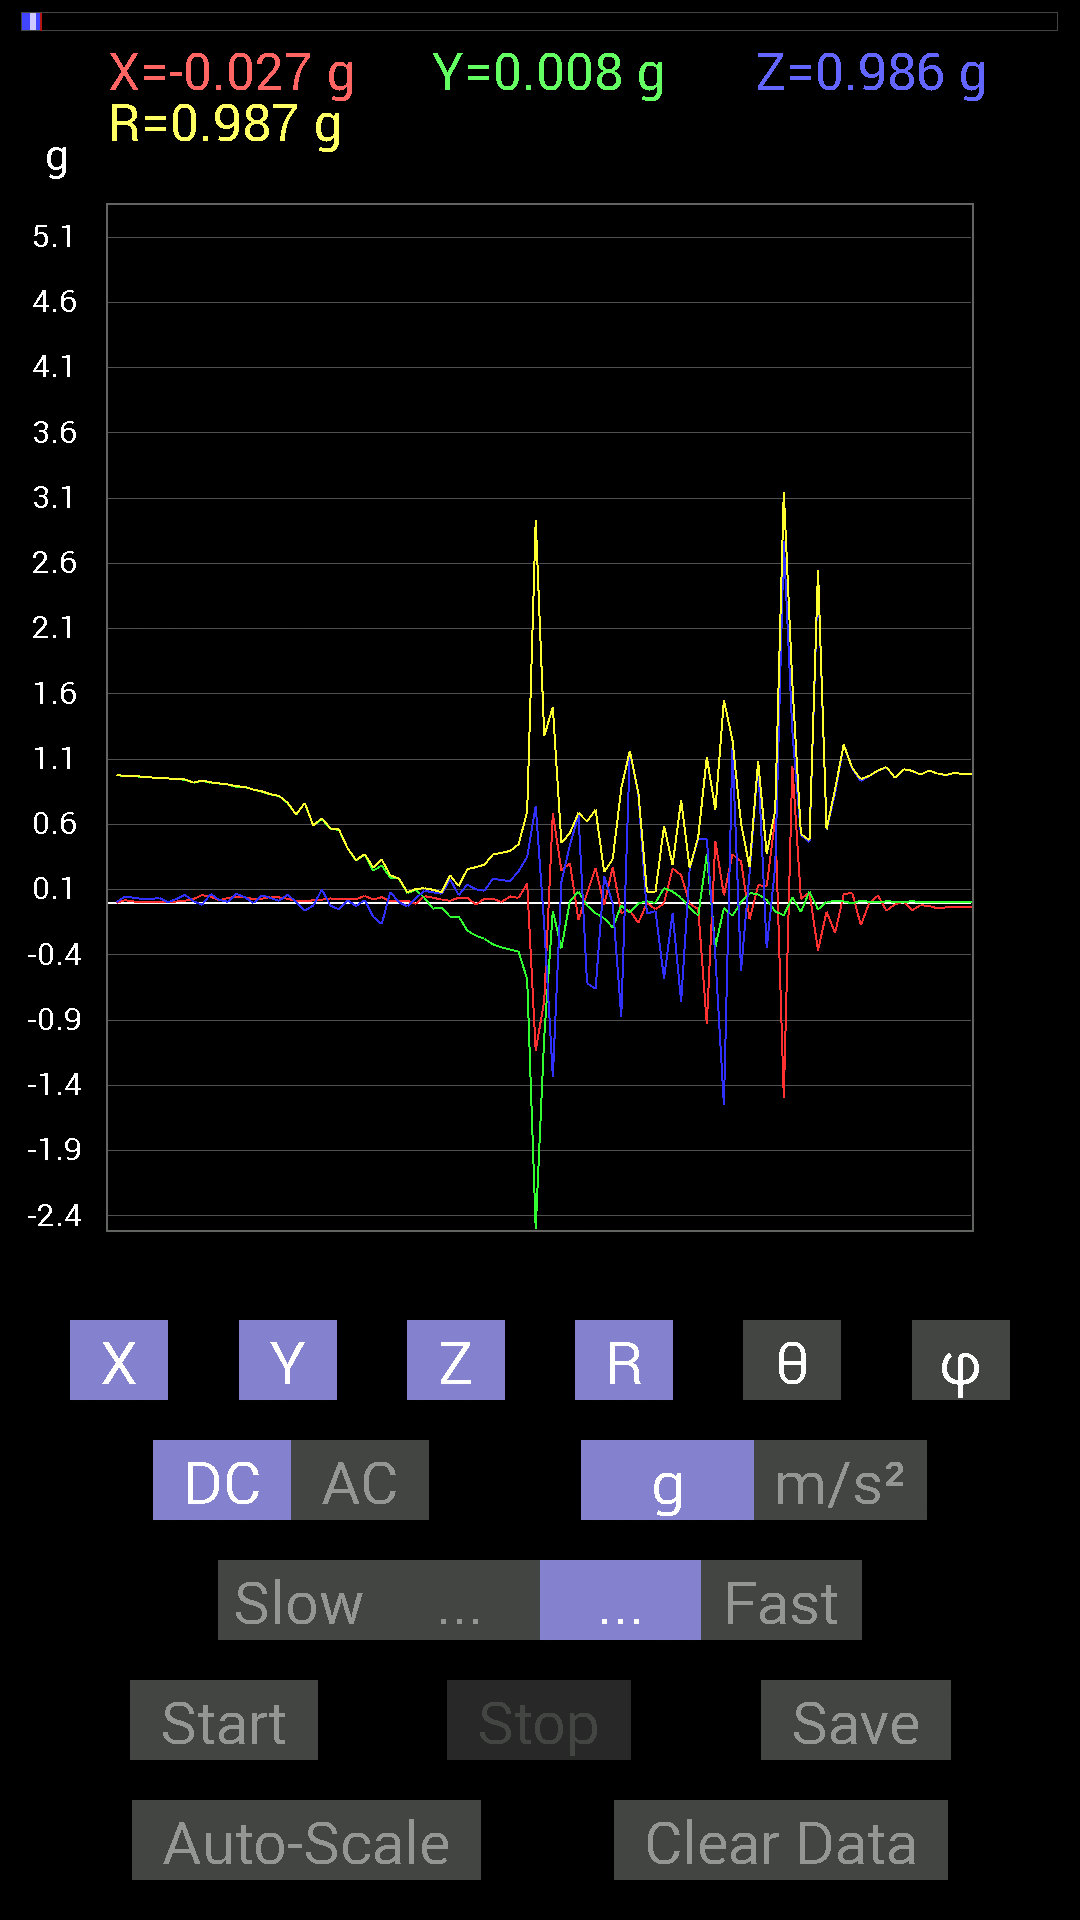 X=-0.027 g Y=0.008 g Z=0.986 g
R=0.987 g
g
5.1
4.6
4.1
3.6
3.1
2.6
2.1
1.6
1.1
0.6
0.1
-0.4
-0.9
-1.4
-1.9
-2.4
X Y Z R θ φ
DC AC g m/s²
Slow ... ... Fast
Start Stop Save
Auto-Scale Clear Data